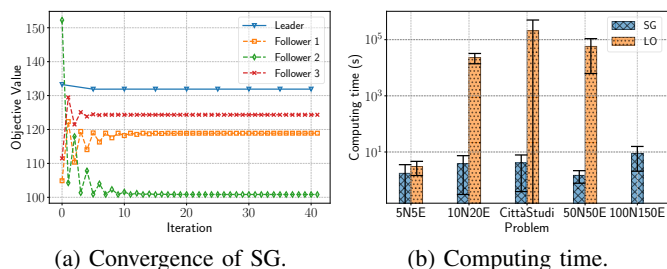 Leader
Follower 1
Follower 2
Follower 3
Objective Value
150
140
130
120
110
100
0
10
20
30
40
Iteration
(a) Convergence of SG.
SG
LO
Computing time (s)
10^5
10^3
10^1
5N5E
10N20E
CittàStudi
50N50E
100N150E
Problem
(b) Computing time.